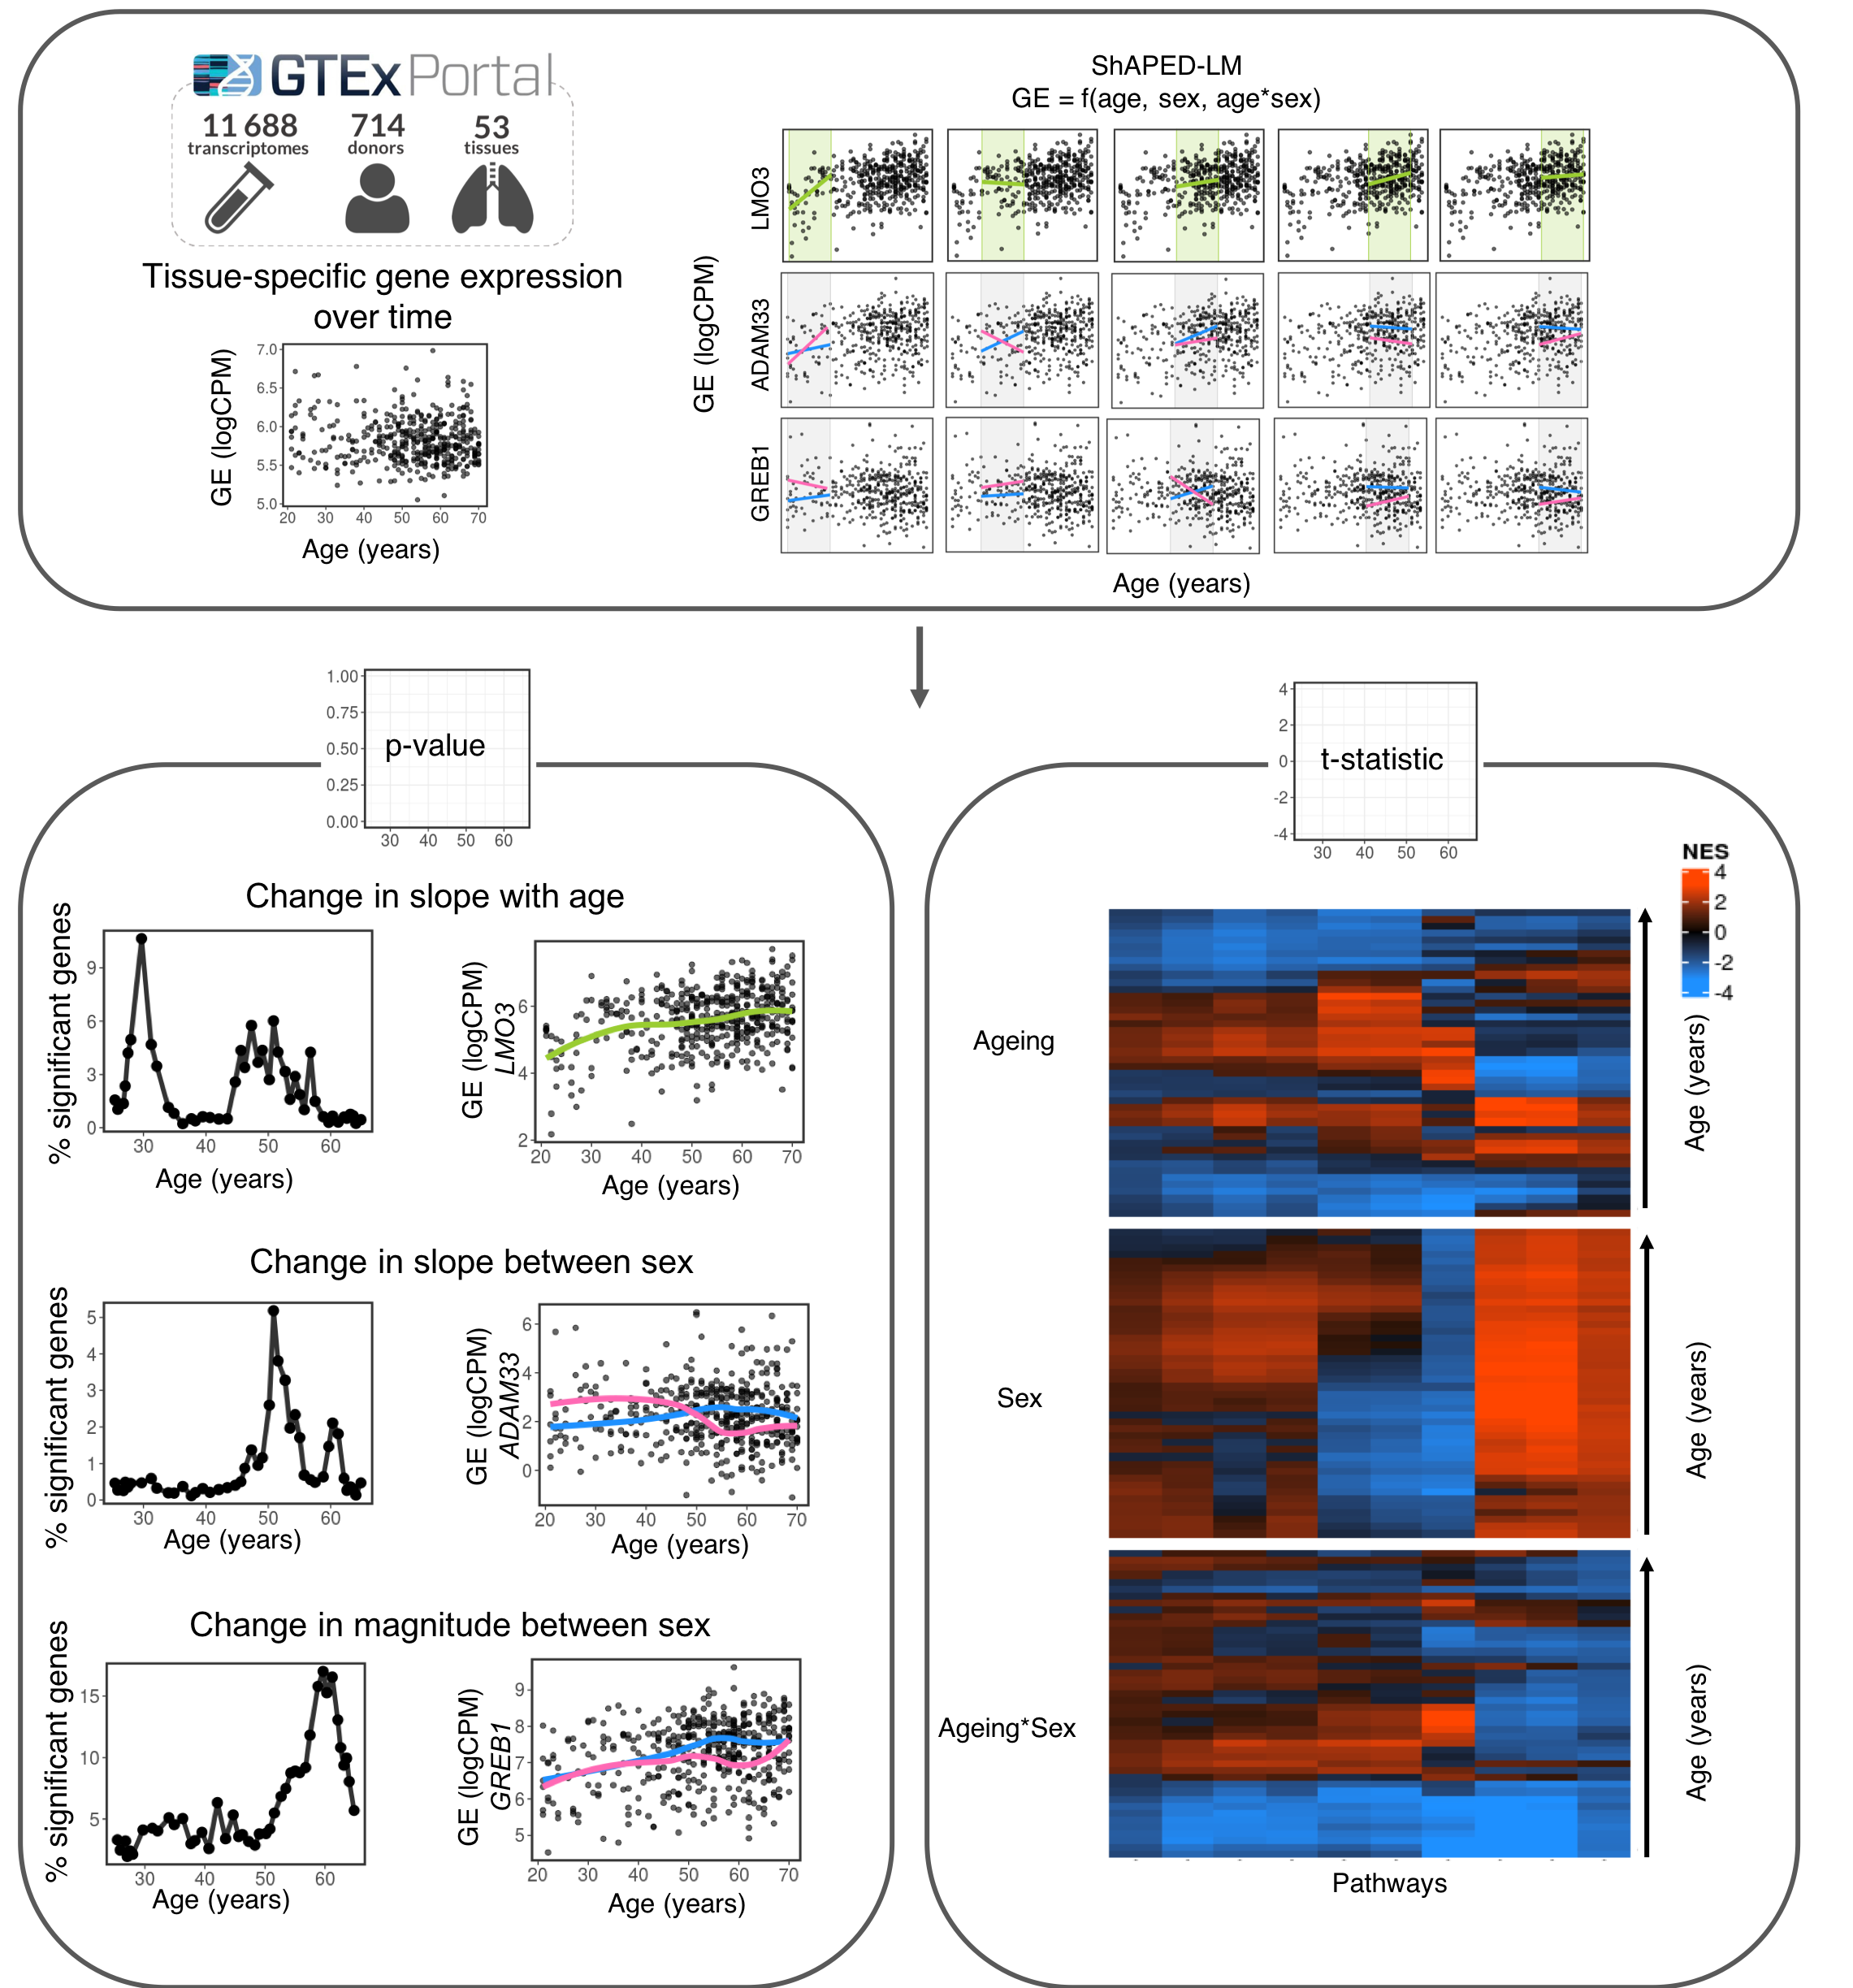 GTEx Portal
11 688 714 53
transcriptomes donors tissues
Tissue-specific gene expression
over time
GE (logCPM)
7.0
6.5
6.0
5.5
5.0
20 30 40 50 60 70
Age (years)
ShAPED-LM
GE = f(age, sex, age*sex)
GE (logCPM)
LMO3
ADAM33
GREB1
Age (years)
1.00
0.75
0.50
0.25
0.00
p-value
30 40 50 60
4
2
0
-2
-4
t-statistic
30 40 50 60
Change in slope with age
% significant genes
9
6
3
0
30 40 50 60
Age (years)
GE (logCPM)
LMO3
6
4
2
20 30 40 50 60 70
Age (years)
Change in slope between sex
% significant genes
5
4
3
2
1
0
30 40 50 60
Age (years)
GE (logCPM)
ADAM33
6
4
2
0
20 30 40 50 60 70
Age (years)
Change in magnitude between sex
% significant genes
15
10
5
30 40 50 60
Age (years)
GE (logCPM)
GREB1
9
8
7
6
5
20 30 40 50 60 70
Age (years)
NES
4
2
0
-2
-4
Ageing
Age (years)
Sex
Age (years)
Ageing*Sex
Age (years)
Pathways